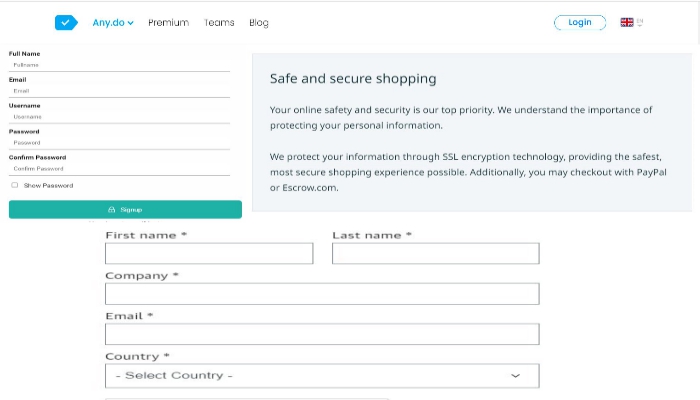 Any.do
Premium
Teams
Blog
Login
EN
Full Name
Fullname
Email
Email
Username
Username
Password
Password
Confirm Password
Confirm Password
Show Password
Signup
Safe and secure shopping
Your online safety and security is our top priority. We understand the importance of
protecting your personal information.
We protect your information through SSL encryption technology, providing the safest,
most secure shopping experience possible. Additionally, you may checkout with PayPal
or Escrow.com.
First name *
Last name *
Company *
Email *
Country *
- Select Country -